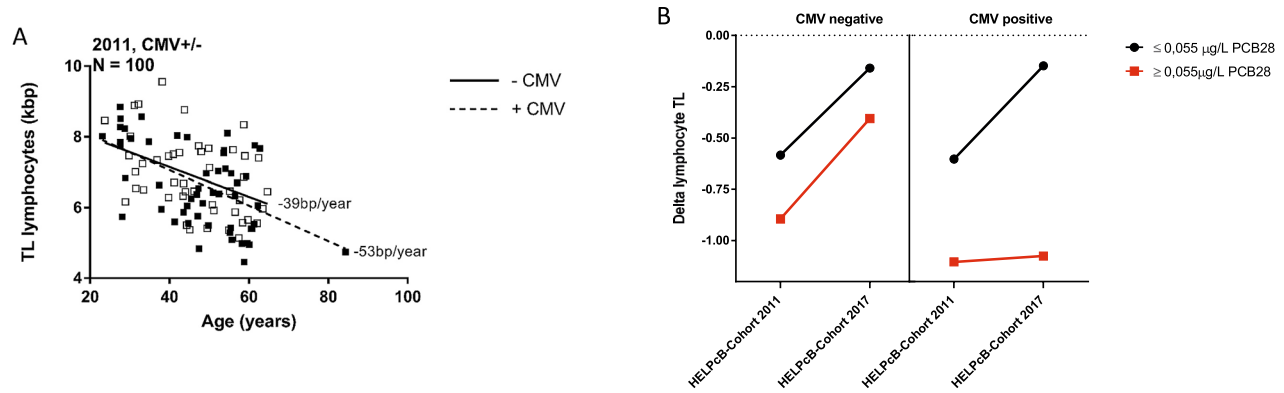 A
2011, CMV+/-
N = 100
- CMV
+ CMV
TL lymphocytes (kbp)
10
8
6
4
-39bp/year
-53bp/year
20
40
60
80
100
Age (years)
B
CMV negative
CMV positive
Delta lymphocyte TL
0.00
-0.25
-0.50
-0.75
-1.00
≤ 0,055 µg/L PCB28
≥ 0,055µg/L PCB28
HELPcB-Cohort 2011
HELPcB-Cohort 2017
HELPcB-Cohort 2011
HELPcB-Cohort 2017